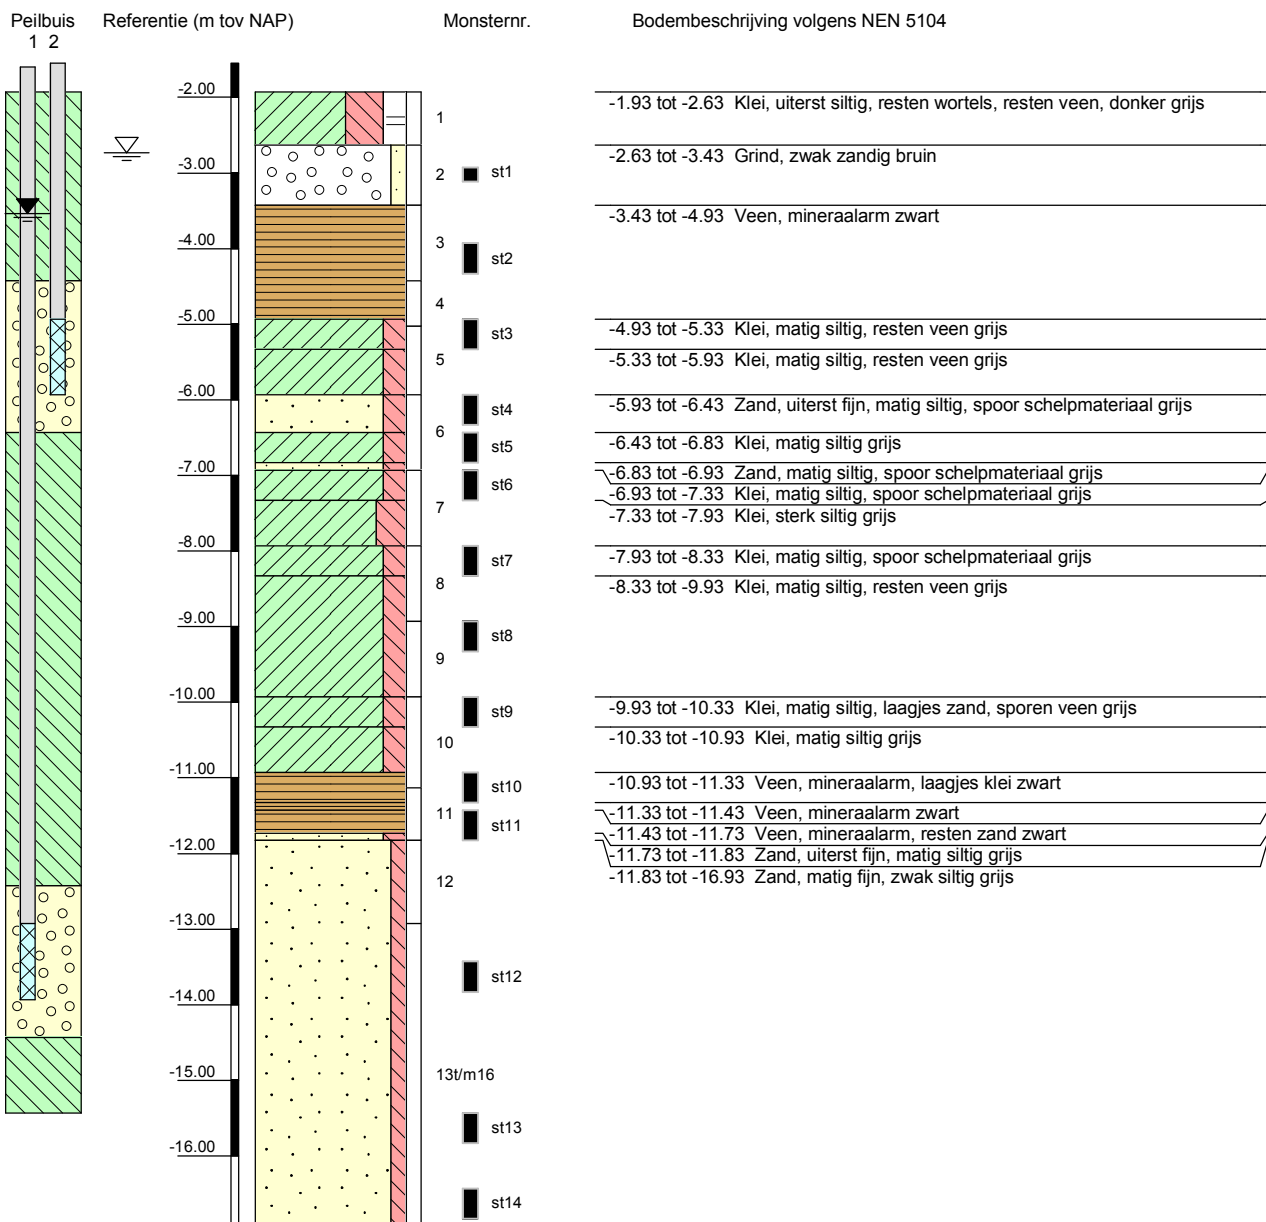 Peilbuis Referentie (m tov NAP) Monsternr. Bodembeschrijving volgens NEN 5104
1 2
-2.00
-1.93 tot -2.63 Klei, uiterst siltig, resten wortels, resten veen, donker grijs
1
-2.63 tot -3.43 Grind, zwak zandig bruin
-3.00
2 st1
-3.43 tot -4.93 Veen, mineraalarm zwart
-4.00
3
st2
4
-5.00
-4.93 tot -5.33 Klei, matig siltig, resten veen grijs
st3
5
-5.33 tot -5.93 Klei, matig siltig, resten veen grijs
-6.00
-5.93 tot -6.43 Zand, uiterst fijn, matig siltig, spoor schelpmateriaal grijs
st4
6
-6.43 tot -6.83 Klei, matig siltig grijs
st5
-7.00
-6.83 tot -6.93 Zand, matig siltig, spoor schelpmateriaal grijs
st6
-6.93 tot -7.33 Klei, matig siltig, spoor schelpmateriaal grijs
7
-7.33 tot -7.93 Klei, sterk siltig grijs
-8.00
-7.93 tot -8.33 Klei, matig siltig, spoor schelpmateriaal grijs
st7
8
-8.33 tot -9.93 Klei, matig siltig, resten veen grijs
-9.00
st8
9
-10.00
-9.93 tot -10.33 Klei, matig siltig, laagjes zand, sporen veen grijs
st9
10
-10.33 tot -10.93 Klei, matig siltig grijs
-11.00
-10.93 tot -11.33 Veen, mineraalarm, laagjes klei zwart
st10
11
-11.33 tot -11.43 Veen, mineraalarm zwart
st11
-11.43 tot -11.73 Veen, mineraalarm, resten zand zwart
-12.00
-11.73 tot -11.83 Zand, uiterst fijn, matig siltig grijs
12
-11.83 tot -16.93 Zand, matig fijn, zwak siltig grijs
-13.00
st12
-14.00
-15.00
13t/m16
st13
-16.00
st14